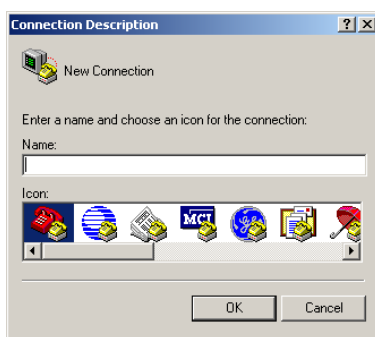 Connection Description
New Connection
Enter a name and choose an icon for the connection:
Name:
Icon:
MCI
OK Cancel